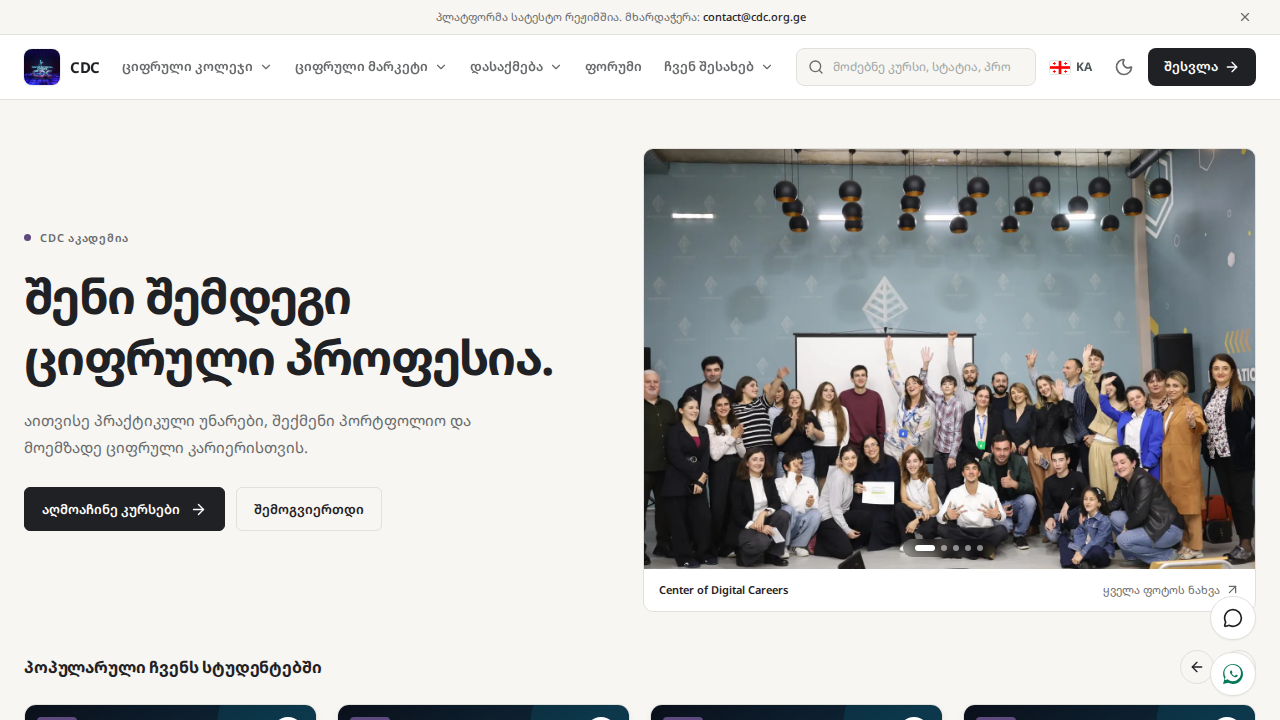 პლატფორმა სატესტო რეჟიმშია. მხარდაჭერა: contact@cdc.org.ge
CDC
ციფრული კოლეჯი
ციფრული მარკეტი
დასაქმება
ფორუმი
ჩვენ შესახებ
მოძებნე კურსი, სტატია, პრო
KA
შესვლა
CDC აკადემია
შენი შემდეგი
ციფრული პროფესია.
აითვისე პრაქტიკული უნარები, შექმენი პორტფოლიო და
მოემზადე ციფრული კარიერისთვის.
აღმოაჩინე კურსები
შემოგვიერთდი
Center of Digital Careers
ყველა ფოტოს ნახვა
პოპულარული ჩვენს სტუდენტებში